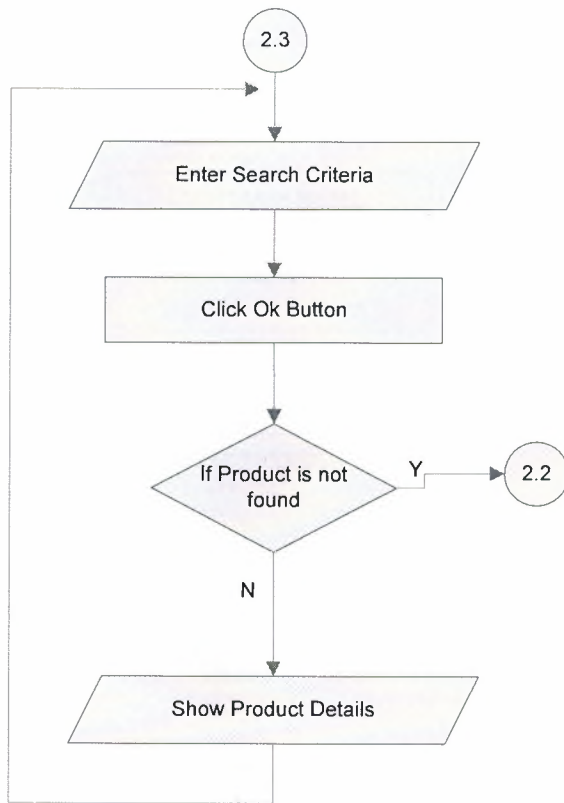 2.3
Enter Search Criteria
Click Ok Button
If Product is not
found
Y
2.2
N
Show Product Details